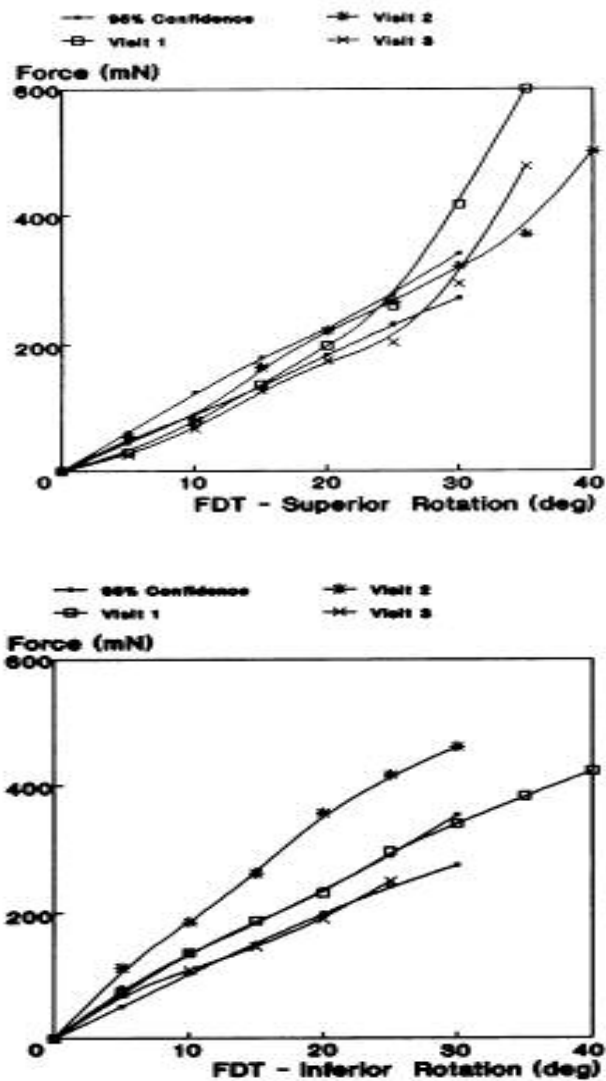 95% Confidence Visit 2
Visit 1 Visit 3
Force (mN)
600
400
200
0 10 20 30 40
FDT - Superior Rotation (deg)
95% Confidence Visit 2
Visit 1 Visit 3
Force (mN)
600
400
200
0 10 20 30 40
FDT - Inferior Rotation (deg)